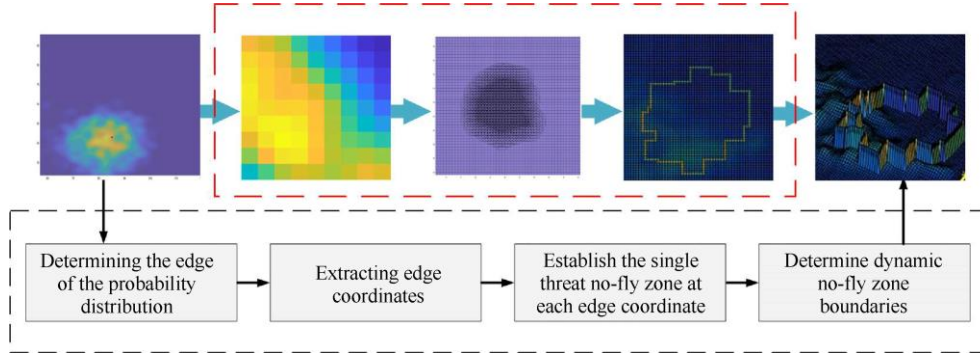 Determining the edge
of the probability
distribution
Extracting edge
coordinates
Establish the single
threat no-fly zone at
each edge coordinate
Determine dynamic
no-fly zone
boundaries